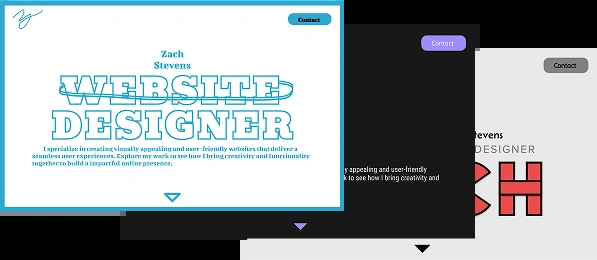 Contact
Zach
Stevens
WEBSITE
DESIGNER
I specialize in creating visually appealing and user-friendly websites that deliver a
seamless user experiences. Explore my work to see how I bring creativity and functionality
together to build a impactful online presence.
Contact
appealing and user-friendly
to see how I bring creativity and
Contact
Stevens
DESIGNER
CH